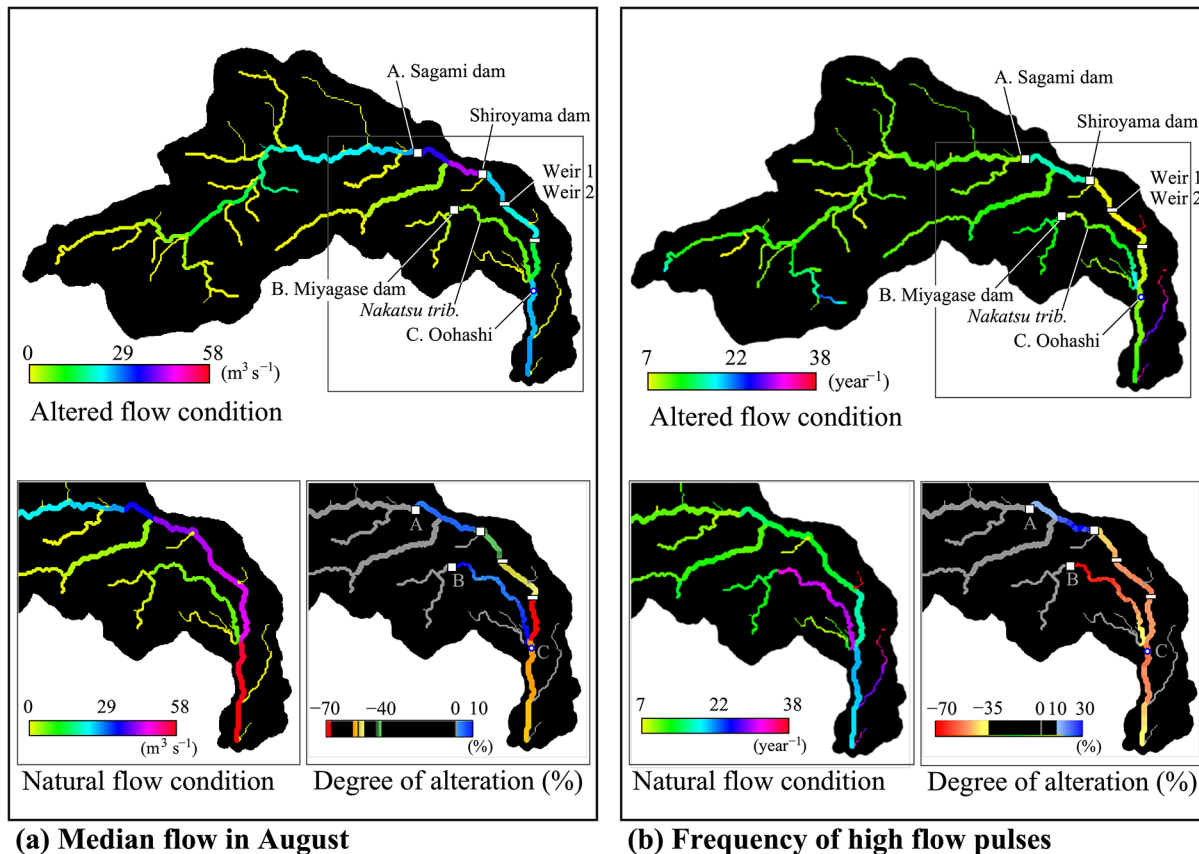 A. Sagami dam
Shiroyama dam
Weir 1
Weir 2
B. Miyagase dam
Nakatsu trib.
C. Oohashi
0 29 58
(m³ s⁻¹)
Altered flow condition
0 29 58
(m³ s⁻¹)
Natural flow condition
A
B
C
−70 −40 0 10
(%)
Degree of alteration (%)
(a) Median flow in August
A. Sagami dam
Shiroyama dam
Weir 1
Weir 2
B. Miyagase dam
Nakatsu trib.
C. Oohashi
7 22 38
(year⁻¹)
Altered flow condition
7 22 38
(year⁻¹)
Natural flow condition
A
B
C
−70 −35 0 10 30
(%)
Degree of alteration (%)
(b) Frequency of high flow pulses